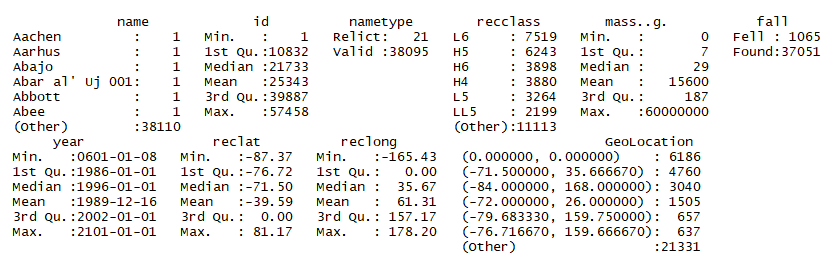 name             id          nametype       recclass        mass..g.          fall
Aachen          :    1   Min.   :    1   Relict:   21   L6     : 7519   Min.   :       0   Fell : 1065
Aarhus          :    1   1st Qu.:10832   Valid :38095   H5     : 6243   1st Qu.:       7   Found:37051
Abajo           :    1   Median :21733                  H6     : 3898   Median :      29
Abar al' Uj 001:    1   Mean   :25343                  H4     : 3880   Mean   :   15600
Abbott          :    1   3rd Qu.:39887                  L5     : 3264   3rd Qu.:     187
Abee            :    1   Max.   :57458                  LL5    : 2199   Max.   :60000000
(Other)         :38110                                  (Other):11113
     year                reclat          reclong                      GeoLocation
Min.   :0601-01-08   Min.   :-87.37   Min.   :-165.43   (0.000000, 0.000000)    : 6186
1st Qu.:1986-01-01   1st Qu.:-76.72   1st Qu.:   0.00   (-71.500000, 35.666670) : 4760
Median :1996-01-01   Median :-71.50   Median :  35.67   (-84.000000, 168.000000): 3040
Mean   :1989-12-16   Mean   :-39.59   Mean   :  61.31   (-72.000000, 26.000000) : 1505
3rd Qu.:2002-01-01   3rd Qu.:  0.00   3rd Qu.: 157.17   (-79.683330, 159.750000):  657
Max.   :2101-01-01   Max.   : 81.17   Max.   : 178.20   (-76.716670, 159.666670):  637
                                                        (Other)                 :21331